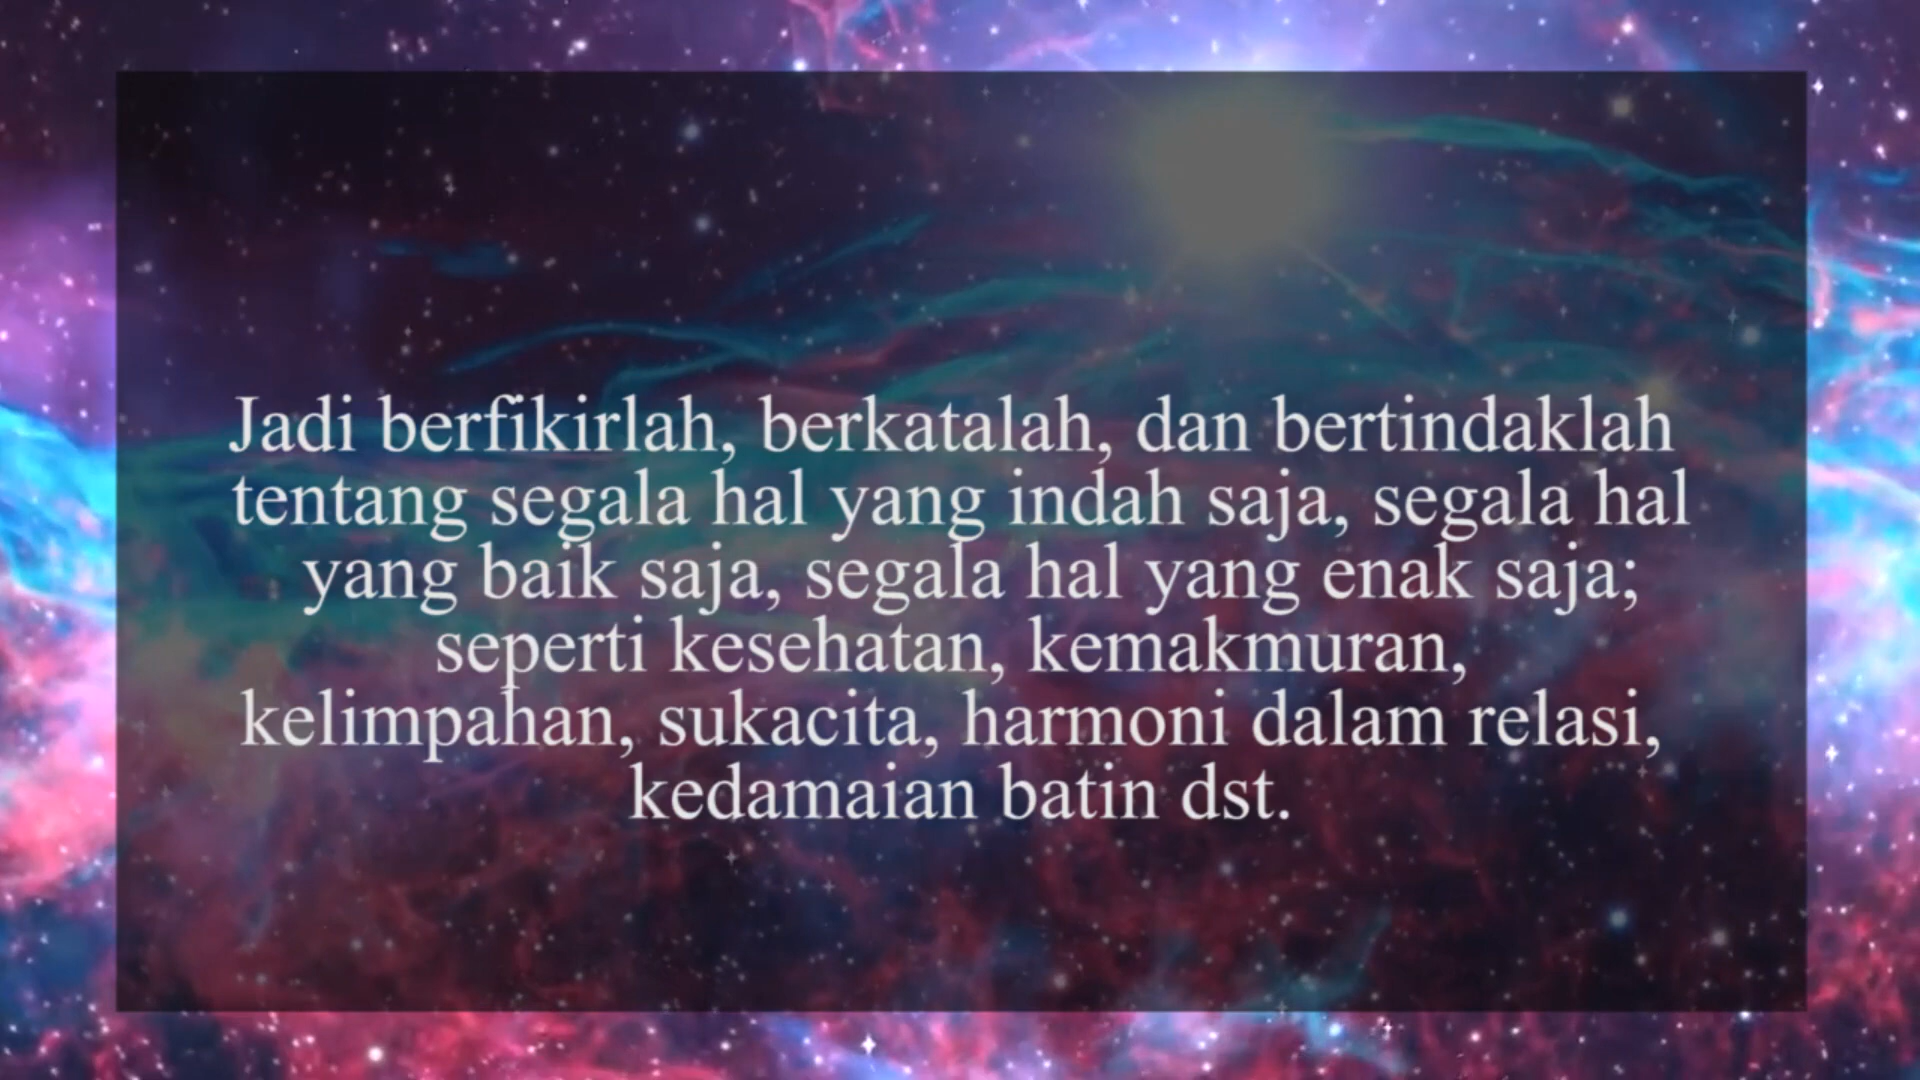 Jadi berfikirlah, berkatalah, dan bertindaklah
tentang segala hal yang indah saja, segala hal
yang baik saja, segala hal yang enak saja;
seperti kesehatan, kemakmuran,
kelimpahan, sukacita, harmoni dalam relasi,
kedamaian batin dst.